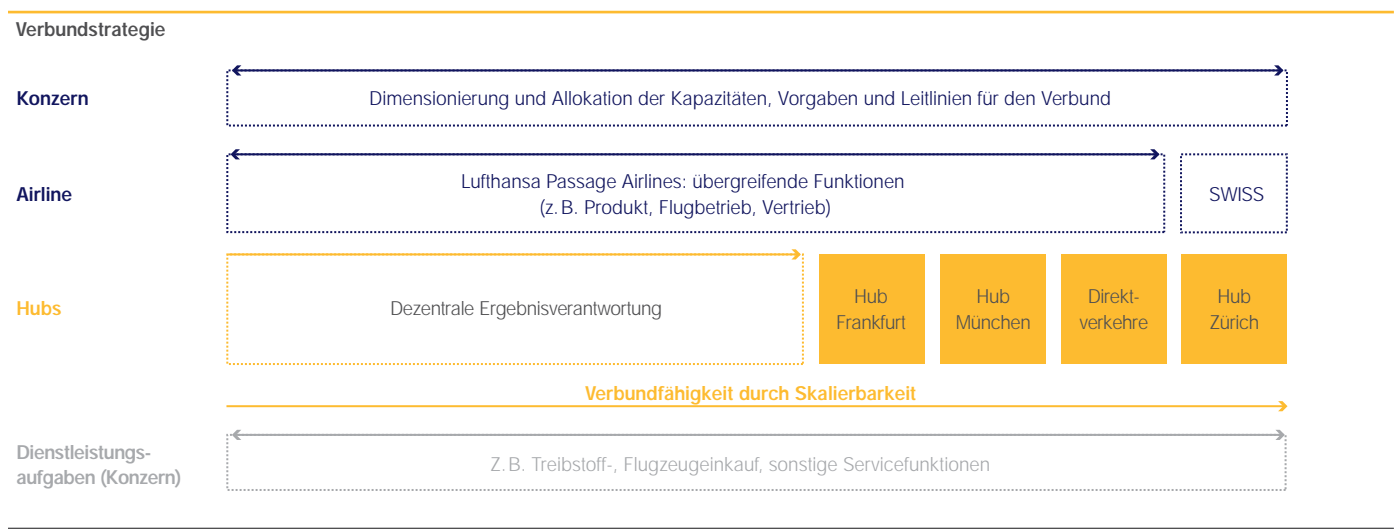 Verbundstrategie
Konzern
Dimensionierung und Allokation der Kapazitäten, Vorgaben und Leitlinien für den Verbund
Airline
Lufthansa Passage Airlines: übergreifende Funktionen
(z. B. Produkt, Flugbetrieb, Vertrieb)
SWISS
Hubs
Dezentrale Ergebnisverantwortung
Hub
Frankfurt
Hub
München
Direkt-
verkehre
Hub
Zürich
Verbundfähigkeit durch Skalierbarkeit
Dienstleistungs-
aufgaben (Konzern)
Z. B. Treibstoff-, Flugzeugeinkauf, sonstige Servicefunktionen